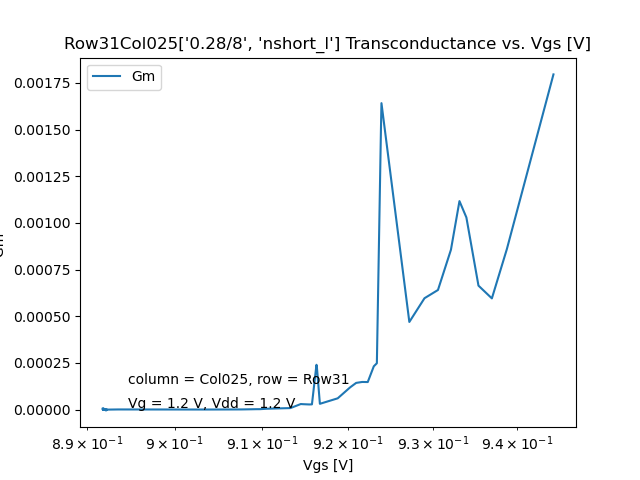 Row31Col025['0.28/8', 'nshort_l'] Transconductance vs. Vgs [V]
Gm
0.00175
0.00150
0.00125
0.00100
0.00075
0.00050
0.00025
0.00000
Gm
column = Col025, row = Row31
Vg = 1.2 V, Vdd = 1.2 V
8.9 × 10⁻¹ 9 × 10⁻¹ 9.1 × 10⁻¹ 9.2 × 10⁻¹ 9.3 × 10⁻¹ 9.4 × 10⁻¹
Vgs [V]